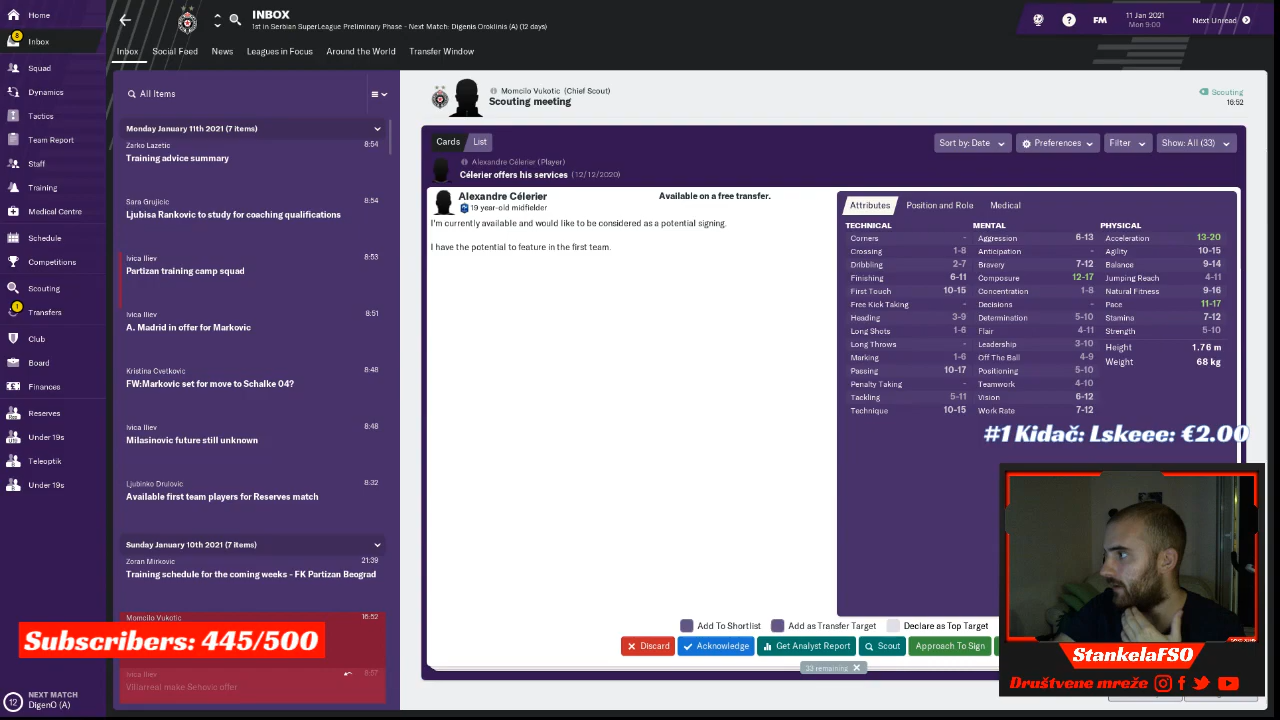 Home
Inbox
8
Squad
Dynamics
Tactics
Team Report
Staff
Training
Medical Centre
Schedule
Competitions
Scouting
1
Transfers
Club
Board
Finances
Reserves
Under 19s
Teleoptik
Under 19s
12
NEXT MATCH
DigenO (A)
INBOX
1st in Serbian SuperLeague Preliminary Phase - Next Match: Digenis Oroklinis (A) (12 days)
FM
11 Jan 2021
Mon 9:00
Next Unread
Inbox Social Feed News Leagues in Focus Around the World Transfer Window
All Items
Monday January 11th 2021 (7 items)
Zarko Lazetic 8:54
Training advice summary
Sara Grujicic 8:54
Ljubisa Rankovic to study for coaching qualifications
Ivica Iliev 8:53
Partizan training camp squad
Ivica Iliev 8:51
A. Madrid in offer for Markovic
Kristina Cvetkovic 8:48
FW:Markovic set for move to Schalke 04?
Ivica Iliev 8:48
Milasinovic future still unknown
Ljubinko Drulovic 8:32
Available first team players for Reserves match
Sunday January 10th 2021 (7 items)
Zoran Mirkovic 21:39
Training schedule for the coming weeks - FK Partizan Beograd
Momcilo Vukotic 16:52
Subscribers: 445/500
Ivica Iliev 8:57
Villarreal make Sehovic offer
Momcilo Vukotic (Chief Scout)
Scouting meeting
Scouting
16:52
Cards List
Sort by: Date Preferences Filter Show: All (33)
Alexandre Célerier (Player)
Célerier offers his services (12/12/2020)
Alexandre Célerier
19 year-old midfielder
Available on a free transfer.
I'm currently available and would like to be considered as a potential signing.
I have the potential to feature in the first team.
Attributes Position and Role Medical
TECHNICAL MENTAL PHYSICAL
Corners - Aggression 6-13 Acceleration 13-20
Crossing 1-8 Anticipation - Agility 10-15
Dribbling 2-7 Bravery 7-12 Balance 9-14
Finishing 6-11 Composure 12-17 Jumping Reach 4-11
First Touch 10-15 Concentration 1-8 Natural Fitness 9-16
Free Kick Taking - Decisions - Pace 11-17
Heading 3-9 Determination 5-10 Stamina 7-12
Long Shots 1-6 Flair 4-11 Strength 5-10
Long Throws - Leadership 3-10 Height 1.76 m
Marking 1-6 Off The Ball 4-9 Weight 68 kg
Passing 10-17 Positioning 5-10
Penalty Taking - Teamwork 4-10
Tackling 5-11 Vision 6-12
Technique 10-15 Work Rate 7-12
#1 Kidač: Lskeee: €2.00
Add To Shortlist Add as Transfer Target Declare as Top Target
Discard Acknowledge Get Analyst Report Scout Approach To Sign
33 remaining
StankelaFSO
Društvene mreže